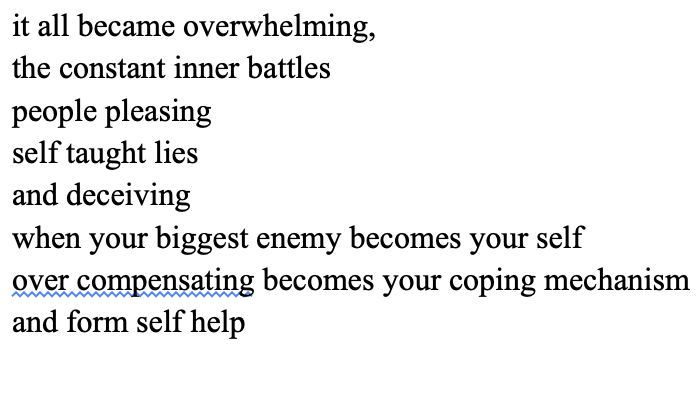 it all became overwhelming,
the constant inner battles
people pleasing
self taught lies
and deceiving
when your biggest enemy becomes your self
over compensating becomes your coping mechanism
and form self help